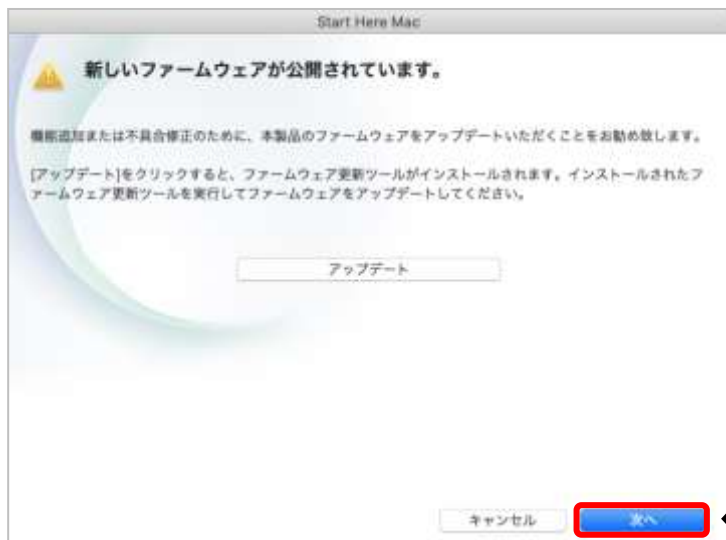 Start Here Mac
新しいファームウェアが公開されています。
機能追加または不具合修正のために、本製品のファームウェアをアップデートいただくことをお勧め致します。
[アップデート]をクリックすると、ファームウェア更新ツールがインストールされます。インストールされたフ
ァームウェア更新ツールを実行してファームウェアをアップデートしてください。
アップデート
キャンセル
次へ